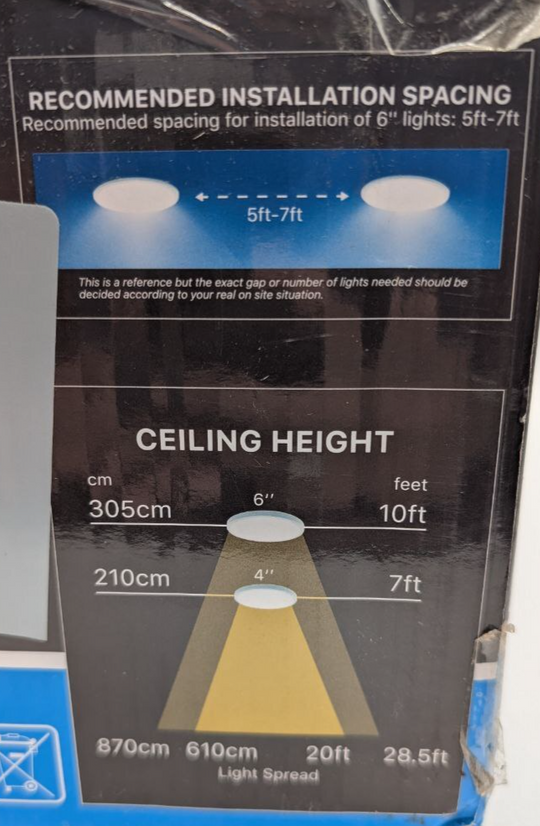 RECOMMENDED INSTALLATION SPACING
Recommended spacing for installation of 6" lights: 5ft-7ft
5ft-7ft
This is a reference but the exact gap or number of lights needed should be
decided according to your real on site situation.
CEILING HEIGHT
cm feet
6''
305cm 10ft
4''
210cm 7ft
870cm 610cm 20ft 28.5ft
Light Spread